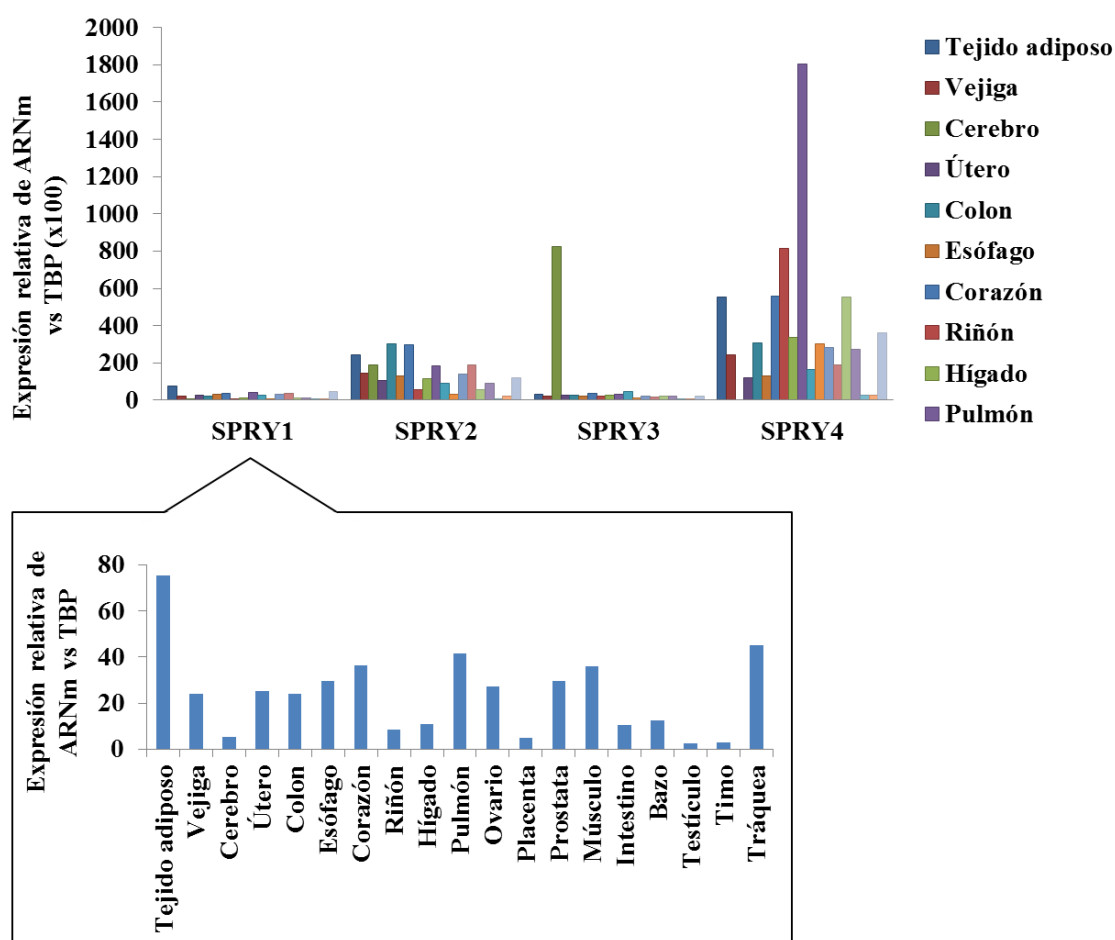 2000
1800
1600
1400
1200
1000
800
600
400
200
0
Expresión relativa de ARNm
vs TBP (x100)
SPRY1
SPRY2
SPRY3
SPRY4
Tejido adiposo
Vejiga
Cerebro
Útero
Colon
Esófago
Corazón
Riñón
Hígado
Pulmón
80
60
40
20
0
Expresión relativa de
ARNm vs TBP
Tejido adiposo
Vejiga
Cerebro
Útero
Colon
Esófago
Corazón
Riñón
Hígado
Pulmón
Ovario
Placenta
Prostata
Músculo
Intestino
Bazo
Testículo
Timo
Tráquea